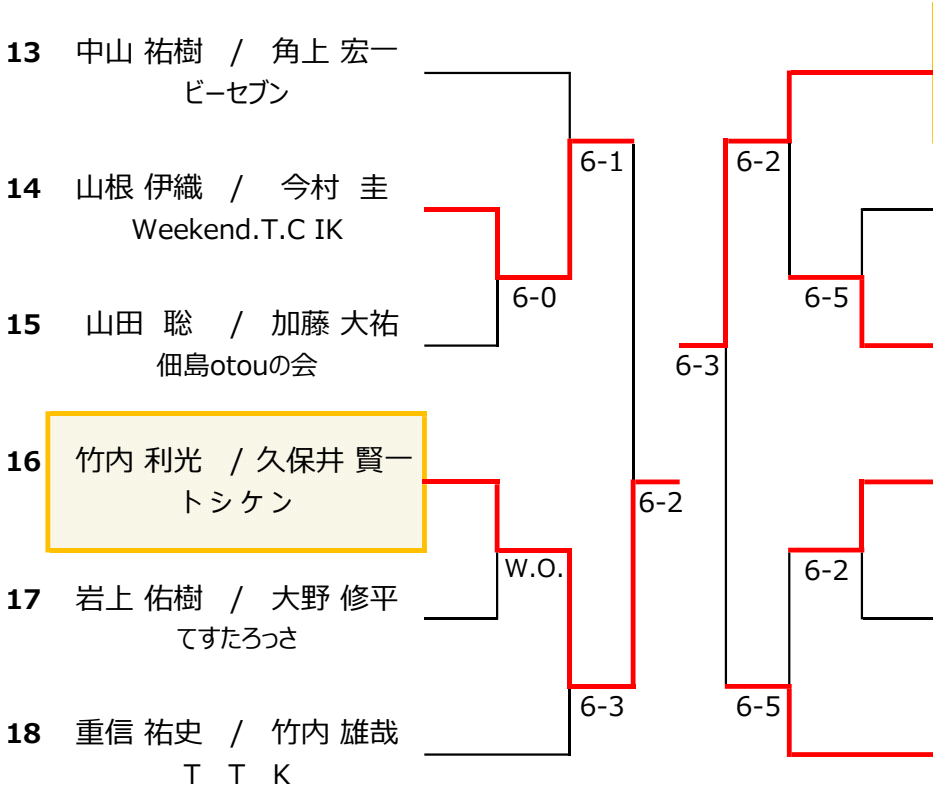 13 中山 祐樹 / 角上 宏一
ビーセブン
6-1 6-2
14 山根 伊織 / 今村 圭
Weekend.T.C IK
6-0 6-5
15 山田 聡 / 加藤 大祐
佃島otouの会
6-3
16 竹内 利光 / 久保井 賢一
トシケン
6-2
W.O. 6-2
17 岩上 佑樹 / 大野 修平
てすたろっさ
6-3 6-5
18 重信 祐史 / 竹内 雄哉
T T K